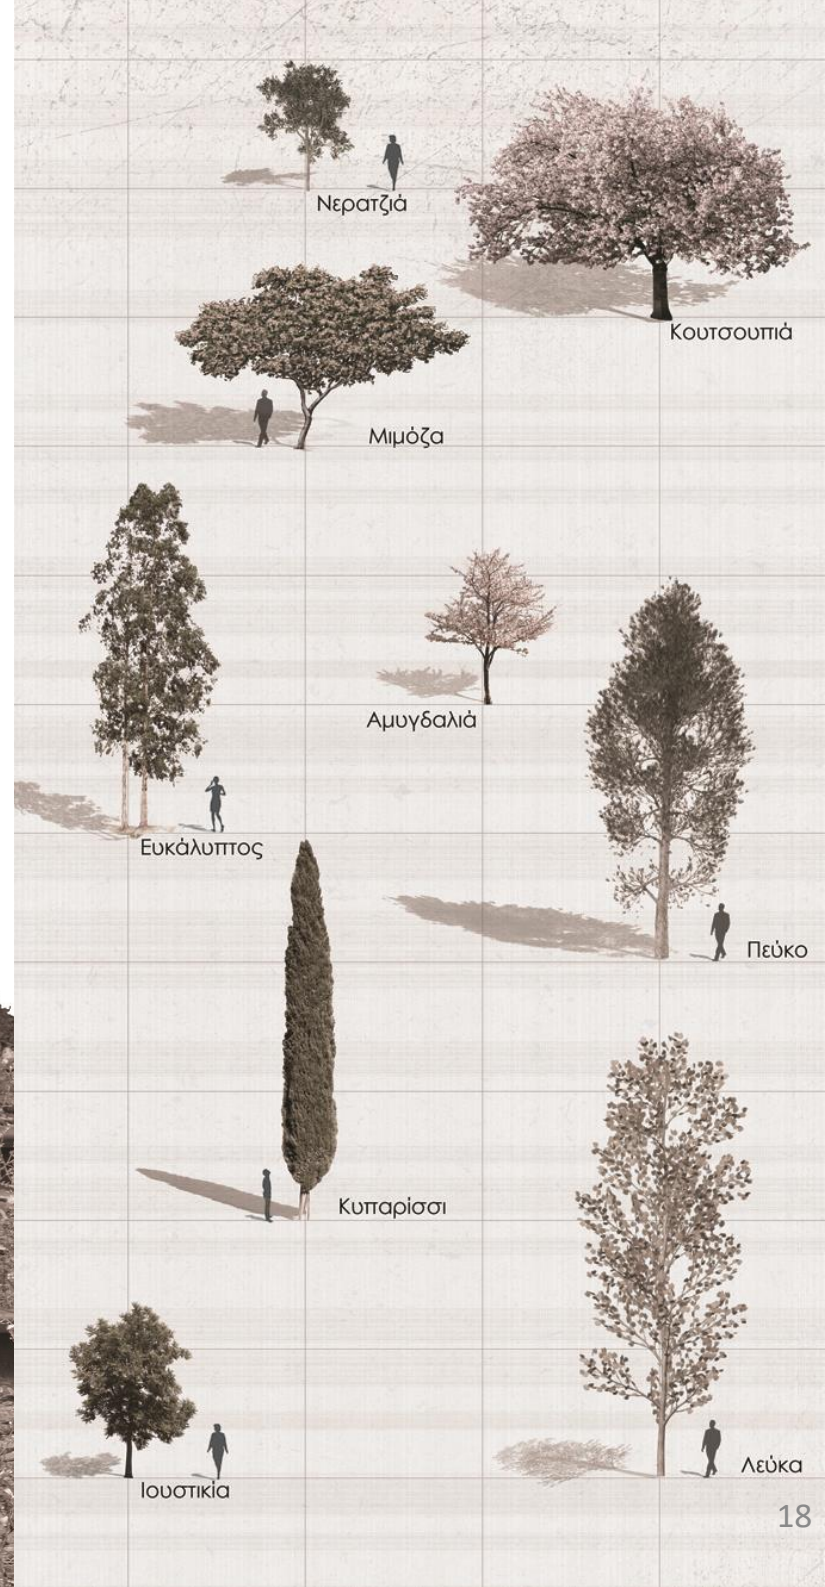 Νερατζιά
Κουτσουπιά
Μιμόζα
Αμυγδαλιά
Ευκάλυπτος
Πεύκο
Κυπαρίσσι
Λεύκα
Ιουστικία
18